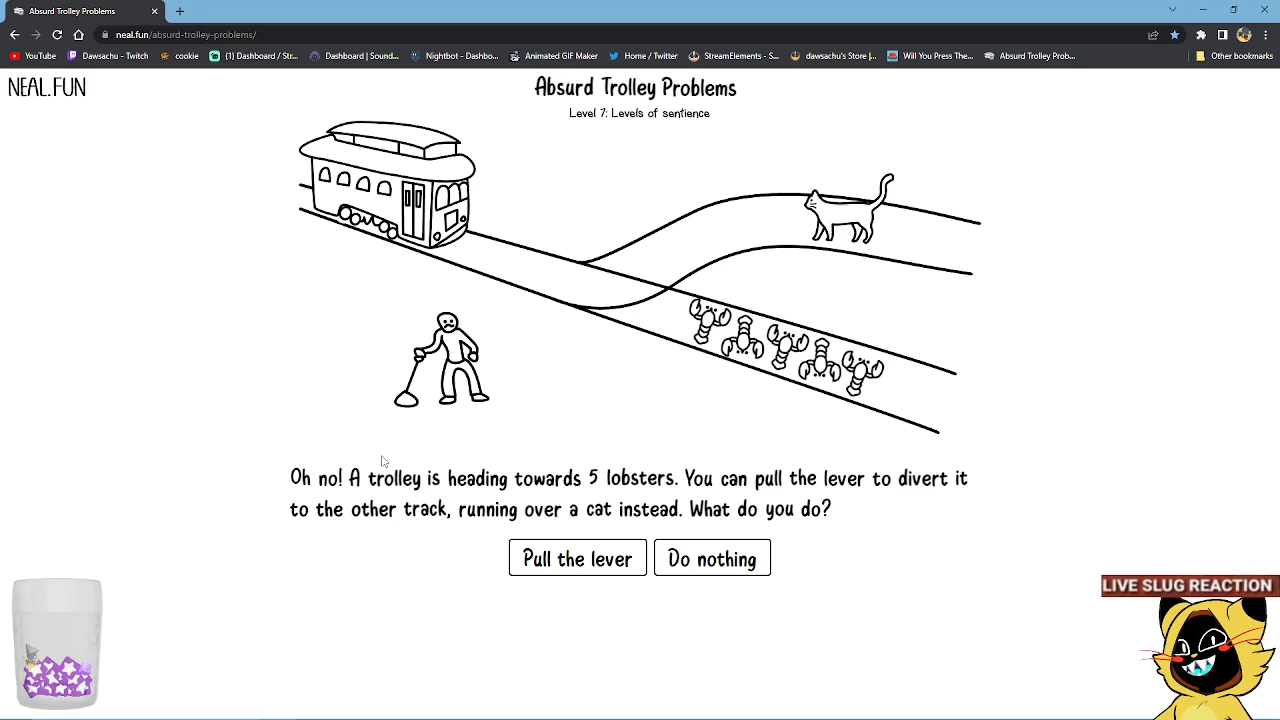 Absurd Trolley Problems
neal.fun/absurd-trolley-problems/
YouTube Dawsachu - Twitch cookie (1) Dashboard / Str... Dashboard | Sound... Nightbot - Dashbo... Animated GIF Maker Home / Twitter StreamElements - S... dawsachu's Store |... Will You Press The... Absurd Trolley Prob... Other bookmarks
NEAL.FUN
Absurd Trolley Problems
Level 7: Levels of sentience
Oh no! A trolley is heading towards 5 lobsters. You can pull the lever to divert it
to the other track, running over a cat instead. What do you do?
Pull the lever Do nothing
LIVE SLUG REACTION